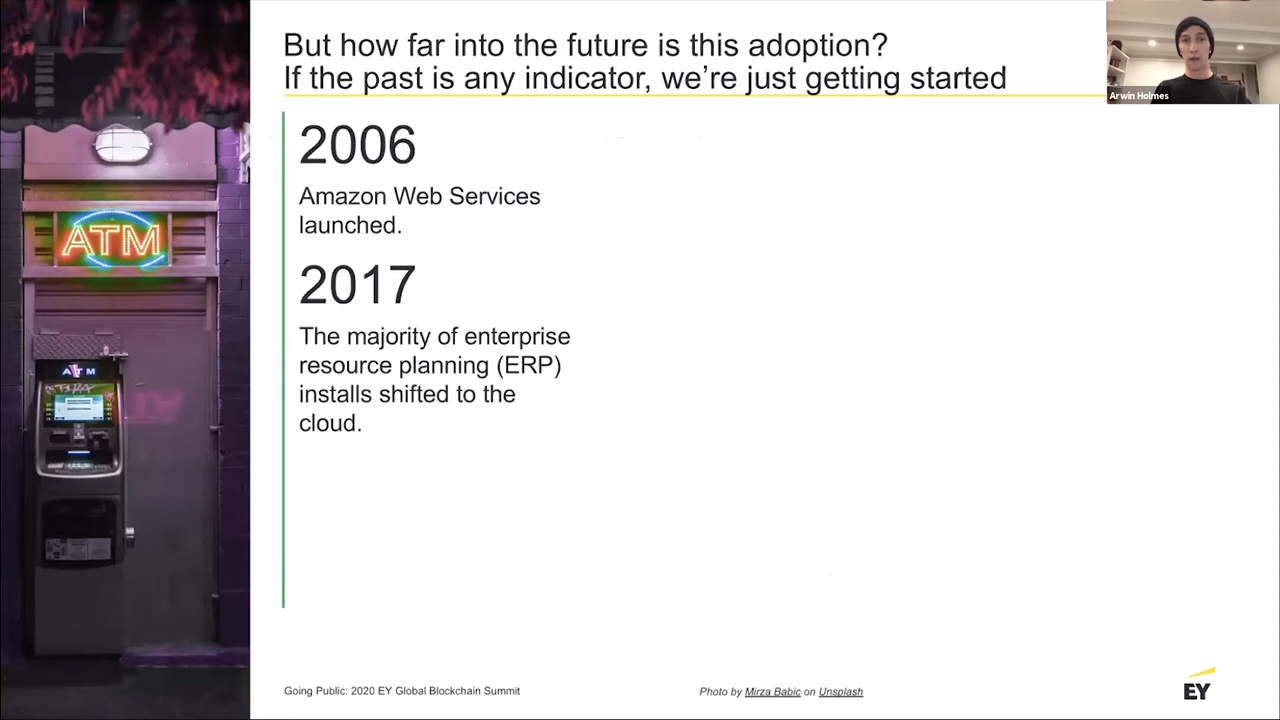 But how far into the future is this adoption?
If the past is any indicator, we're just getting started
Arwin Holmes
2006
Amazon Web Services
launched.
2017
The majority of enterprise
resource planning (ERP)
installs shifted to the
cloud.
ATM
ATM
Going Public: 2020 EY Global Blockchain Summit
Photo by Mirza Babic on Unsplash
EY